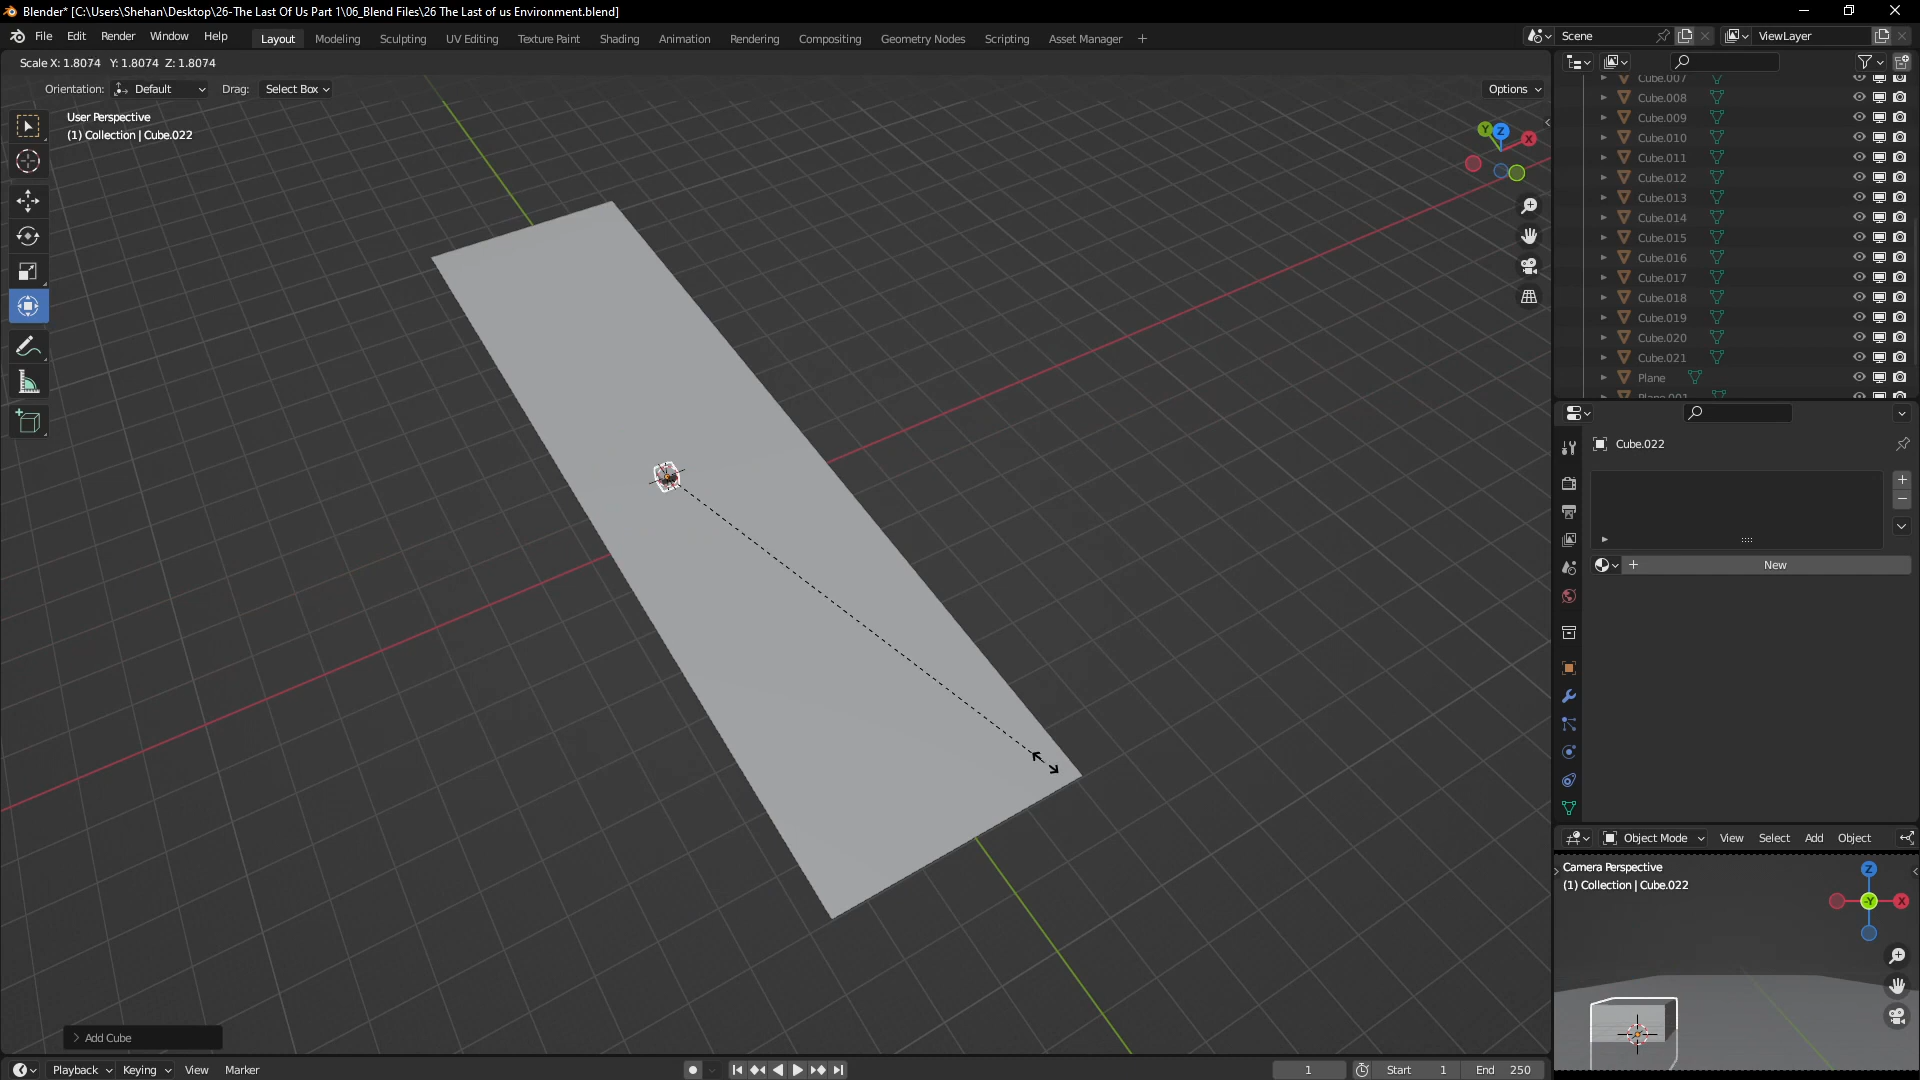 Blender* [C:\Users\Shehan\Desktop\26-The Last Of Us Part 1\06_Blend Files\26 The Last of us Environment.blend]
File Edit Render Window Help Layout Modeling Sculpting UV Editing Texture Paint Shading Animation Rendering Compositing Geometry Nodes Scripting Asset Manager + Scene ViewLayer
Scale X: 1.8074 Y: 1.8074 Z: 1.8074
Orientation: Default Drag: Select Box Options
User Perspective
(1) Collection | Cube.022
Y Z X
Cube.007
Cube.008
Cube.009
Cube.010
Cube.011
Cube.012
Cube.013
Cube.014
Cube.015
Cube.016
Cube.017
Cube.018
Cube.019
Cube.020
Cube.021
Plane
Plane.001
Cube.022
New
Object Mode View Select Add Object
Camera Perspective
(1) Collection | Cube.022
Z
-Y X
Add Cube
Playback Keying View Marker 1 Start 1 End 250